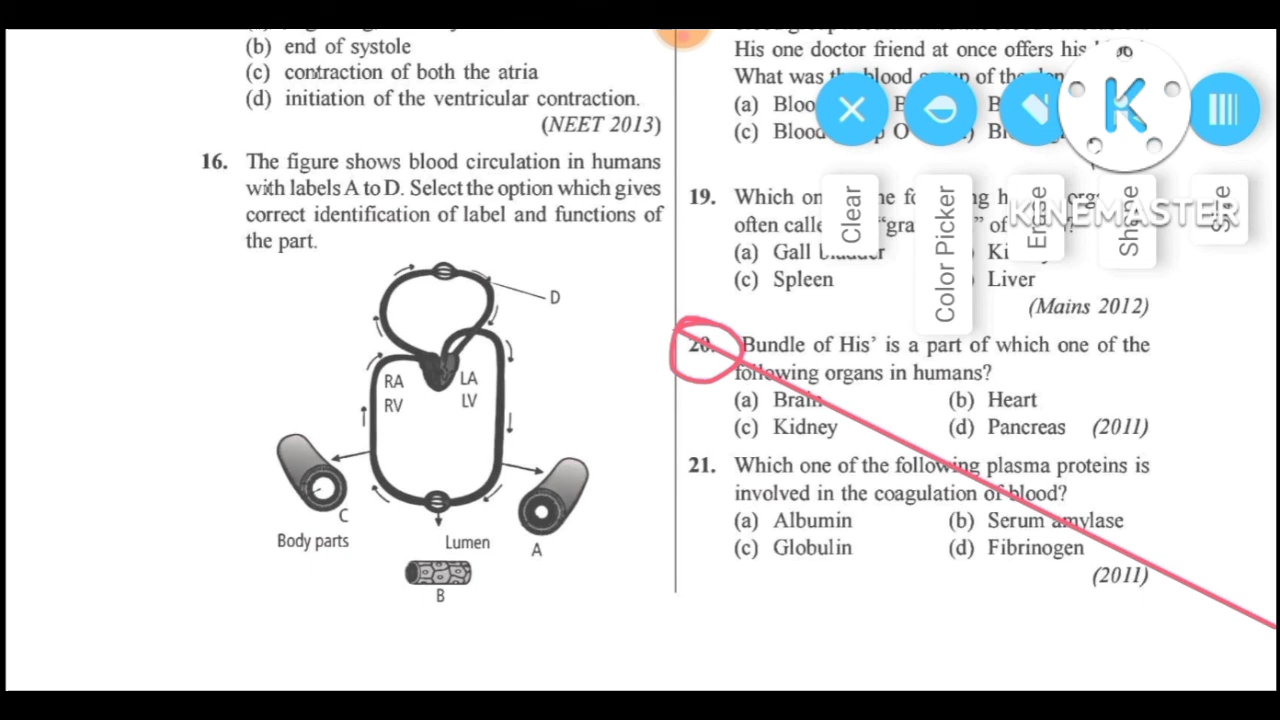 (b) end of systole
(c) contraction of both the atria
(d) initiation of the ventricular contraction.
(NEET 2013)
16. The figure shows blood circulation in humans
with labels A to D. Select the option which gives
correct identification of label and functions of
the part.
D
RA LA
RV LV
C
Body parts
Lumen
A
B
His one doctor friend at once offers his
What was blood of the
(a)
(c) Blood O
19. Which
often of
(a) Gall
(c) Spleen Liver
(Mains 2012)
20. Bundle of His’ is a part of which one of the
following organs in humans?
(a) Brain (b) Heart
(c) Kidney (d) Pancreas (2011)
21. Which one of the following plasma proteins is
involved in the coagulation of blood?
(a) Albumin (b) Serum amylase
(c) Globulin (d) Fibrinogen
(2011)
Clear
Color Picker
Erase
Shape
Size
K
KINEMASTER